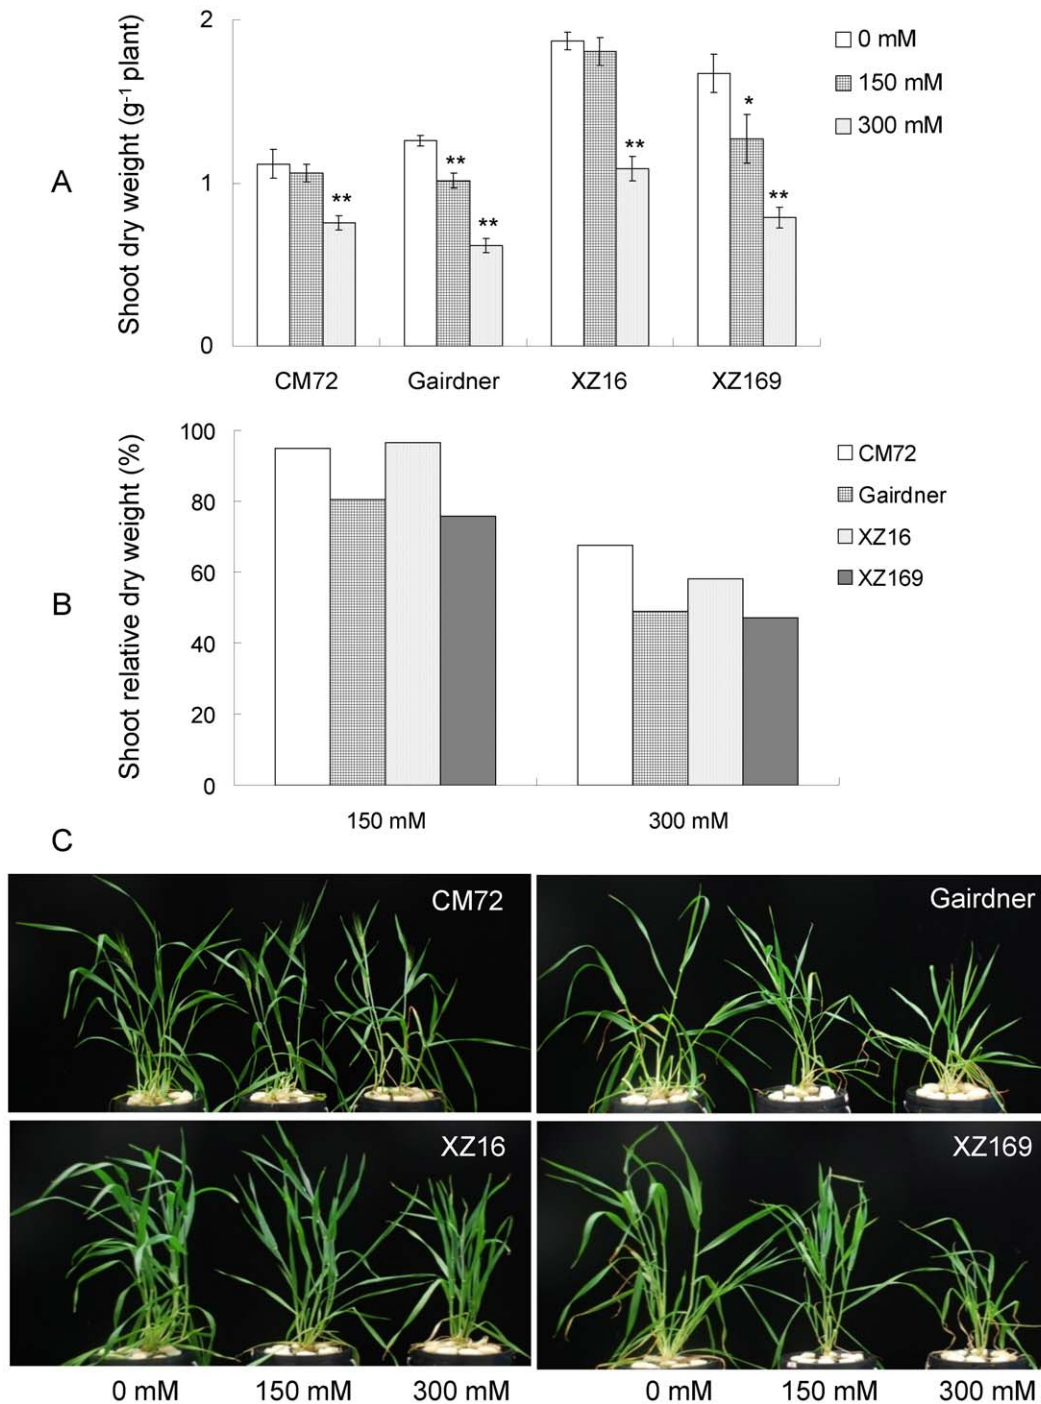 A
Shoot dry weight (g⁻¹ plant)
2
1
0
**
**
**
**
*
**
0 mM
150 mM
300 mM
CM72 Gairdner XZ16 XZ169
B
Shoot relative dry weight (%)
100
80
60
40
20
0
CM72
Gairdner
XZ16
XZ169
150 mM 300 mM
C
CM72 Gairdner
XZ16 XZ169
0 mM 150 mM 300 mM 0 mM 150 mM 300 mM